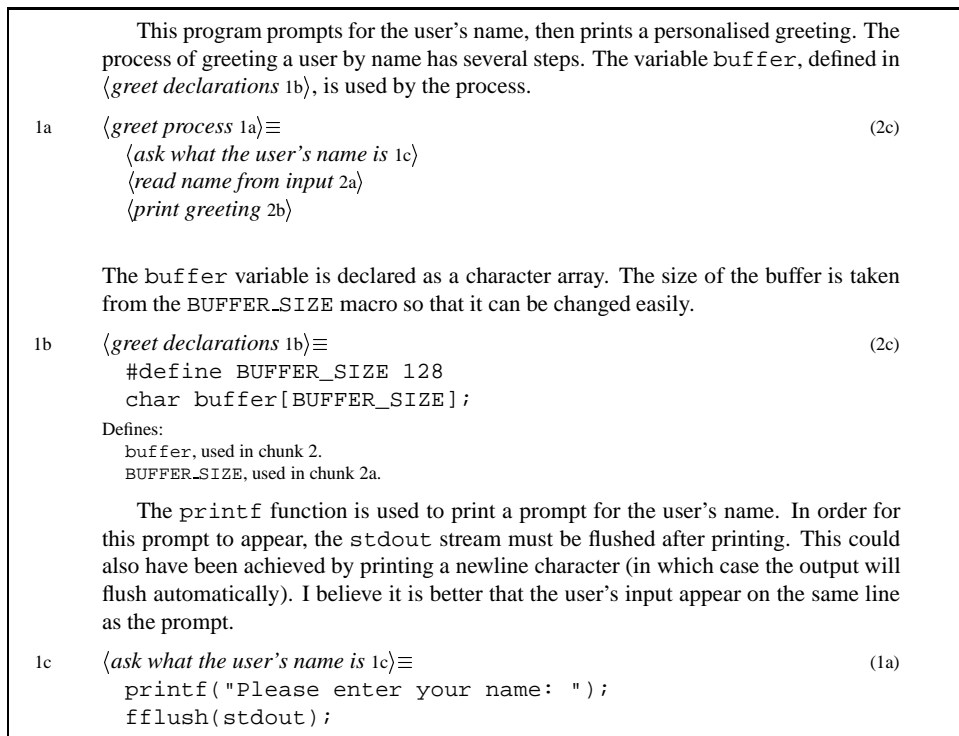 This program prompts for the user's name, then prints a personalised greeting. The
process of greeting a user by name has several steps. The variable buffer, defined in
⟨greet declarations 1b⟩, is used by the process.
1a ⟨greet process 1a⟩≡ (2c)
⟨ask what the user's name is 1c⟩
⟨read name from input 2a⟩
⟨print greeting 2b⟩
The buffer variable is declared as a character array. The size of the buffer is taken
from the BUFFER_SIZE macro so that it can be changed easily.
1b ⟨greet declarations 1b⟩≡ (2c)
#define BUFFER_SIZE 128
char buffer[BUFFER_SIZE];
Defines:
buffer, used in chunk 2.
BUFFER_SIZE, used in chunk 2a.
The printf function is used to print a prompt for the user's name. In order for
this prompt to appear, the stdout stream must be flushed after printing. This could
also have been achieved by printing a newline character (in which case the output will
flush automatically). I believe it is better that the user's input appear on the same line
as the prompt.
1c ⟨ask what the user's name is 1c⟩≡ (1a)
printf("Please enter your name: ");
fflush(stdout);